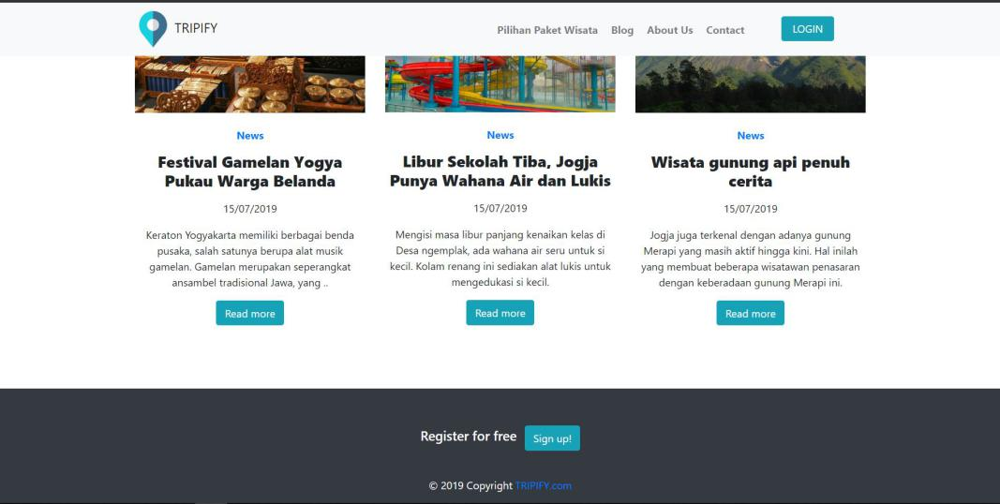 TRIPIFY
Pilihan Paket Wisata Blog About Us Contact LOGIN
News
Festival Gamelan Yogya
Pukau Warga Belanda
15/07/2019
Keraton Yogyakarta memiliki berbagai benda
pusaka, salah satunya berupa alat musik
gamelan. Gamelan merupakan seperangkat
ansambel tradisional Jawa, yang ..
Read more
News
Libur Sekolah Tiba, Jogja
Punya Wahana Air dan Lukis
15/07/2019
Mengisi masa libur panjang kenaikan kelas di
Desa ngemplak, ada wahana air seru untuk si
kecil. Kolam renang ini sediakan alat lukis untuk
mengedukasi si kecil.
Read more
News
Wisata gunung api penuh
cerita
15/07/2019
Jogja juga terkenal dengan adanya gunung
Merapi yang masih aktif hingga kini. Hal inilah
yang membuat beberapa wisatawan penasaran
dengan keberadaan gunung Merapi ini.
Read more
Register for free Sign up!
© 2019 Copyright TRIPIFY.com